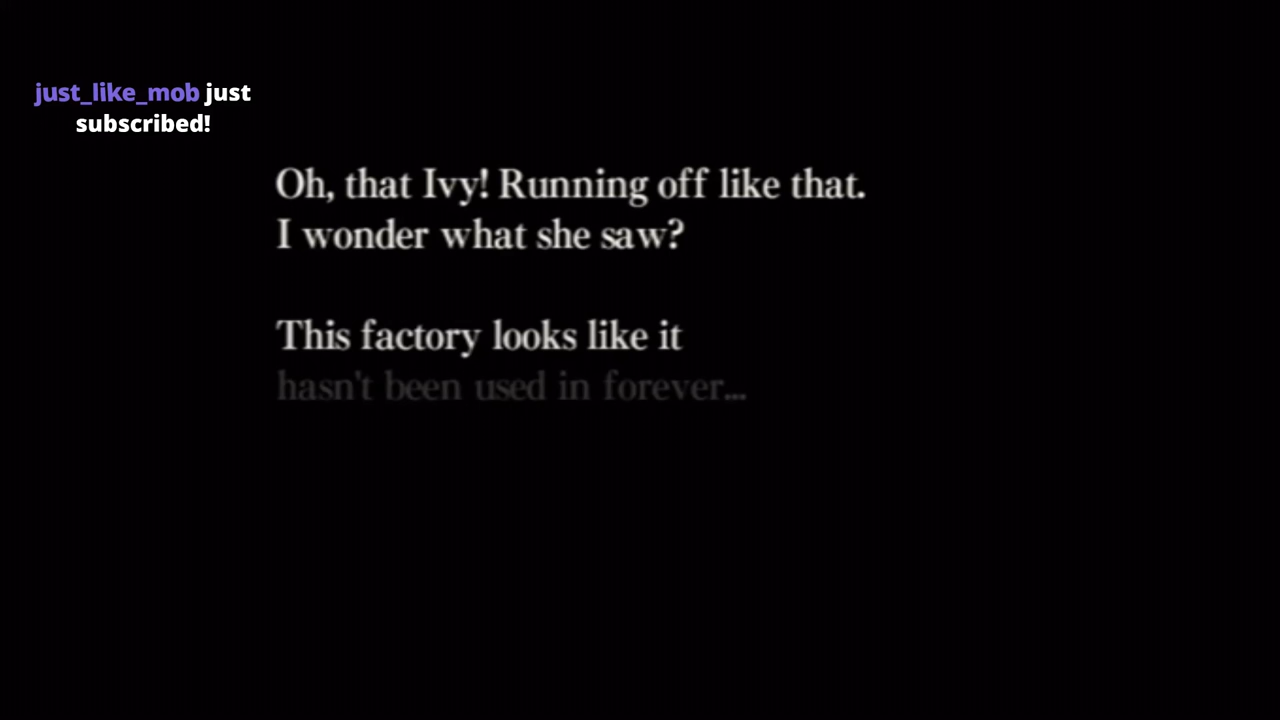 just_like_mob just
subscribed!
Oh, that Ivy! Running off like that.
I wonder what she saw?
This factory looks like it
hasn't been used in forever...